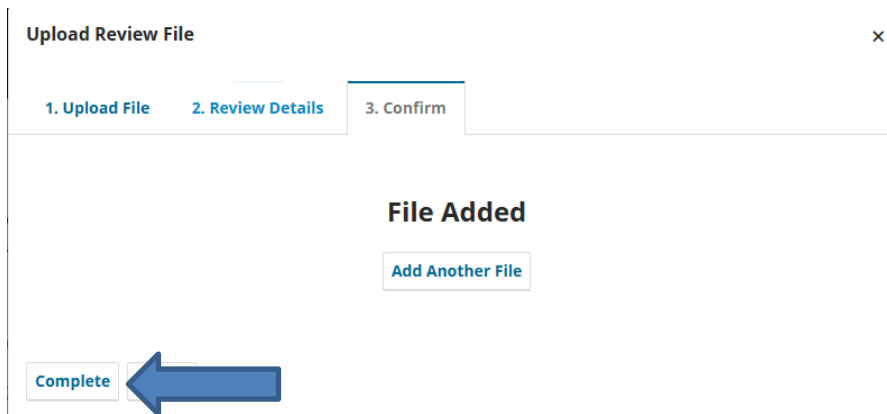 Upload Review File
×
1. Upload File 2. Review Details 3. Confirm
File Added
Add Another File
Complete